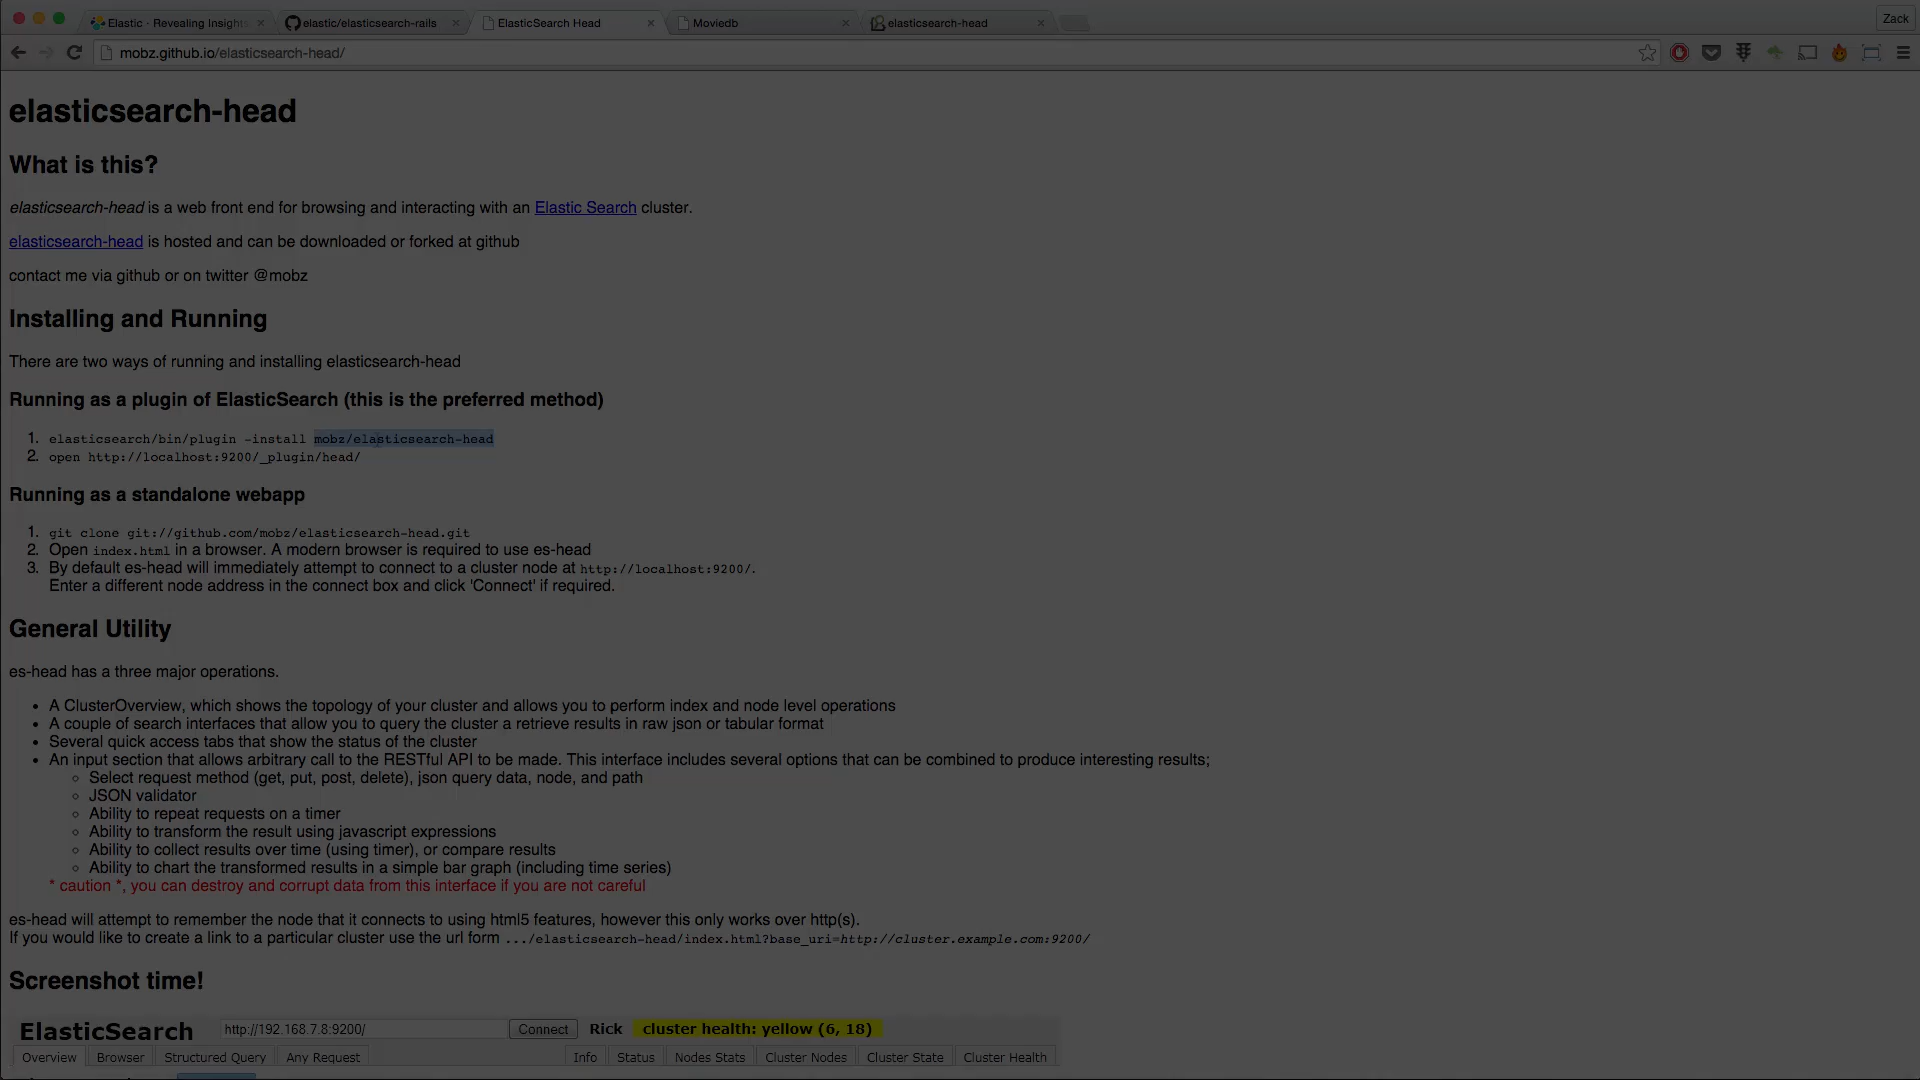 Elastic · Revealing Insights
elastic/elasticsearch-rails
ElasticSearch Head
Moviedb
elasticsearch-head
Zack
mobz.github.io/elasticsearch-head/
elasticsearch-head
What is this?
elasticsearch-head is a web front end for browsing and interacting with an Elastic Search cluster.
elasticsearch-head is hosted and can be downloaded or forked at github
contact me via github or on twitter @mobz
Installing and Running
There are two ways of running and installing elasticsearch-head
Running as a plugin of ElasticSearch (this is the preferred method)
1. elasticsearch/bin/plugin -install mobz/elasticsearch-head
2. open http://localhost:9200/_plugin/head/
Running as a standalone webapp
1. git clone git://github.com/mobz/elasticsearch-head.git
2. Open index.html in a browser. A modern browser is required to use es-head
3. By default es-head will immediately attempt to connect to a cluster node at http://localhost:9200/.
Enter a different node address in the connect box and click 'Connect' if required.
General Utility
es-head has a three major operations.
• A ClusterOverview, which shows the topology of your cluster and allows you to perform index and node level operations
• A couple of search interfaces that allow you to query the cluster a retrieve results in raw json or tabular format
• Several quick access tabs that show the status of the cluster
• An input section that allows arbitrary call to the RESTful API to be made. This interface includes several options that can be combined to produce interesting results;
◦ Select request method (get, put, post, delete), json query data, node, and path
◦ JSON validator
◦ Ability to repeat requests on a timer
◦ Ability to transform the result using javascript expressions
◦ Ability to collect results over time (using timer), or compare results
◦ Ability to chart the transformed results in a simple bar graph (including time series)
* caution *, you can destroy and corrupt data from this interface if you are not careful
es-head will attempt to remember the node that it connects to using html5 features, however this only works over http(s).
If you would like to create a link to a particular cluster use the url form .../elasticsearch-head/index.html?base_uri=http://cluster.example.com:9200/
Screenshot time!
ElasticSearch http://192.168.7.8:9200/ Connect Rick cluster health: yellow (6, 18)
Overview Browser Structured Query Any Request Info Status Nodes Stats Cluster Nodes Cluster State Cluster Health